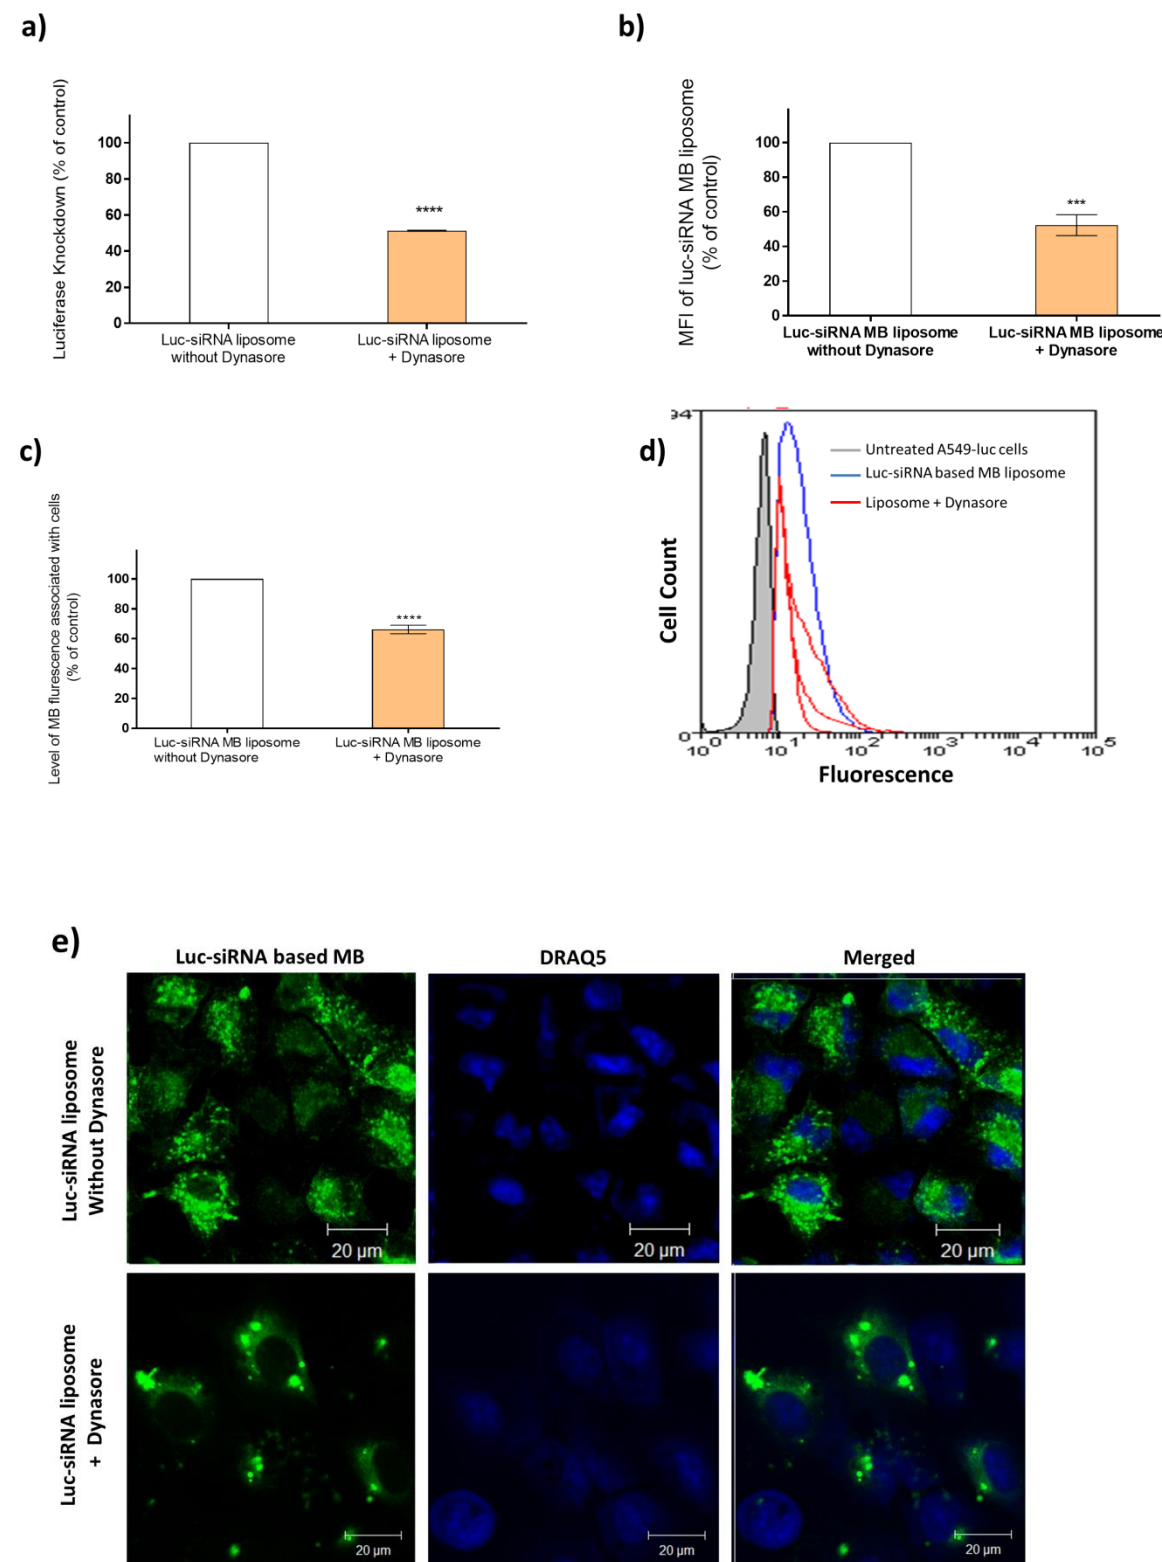 a)
Luciferase Knockdown (% of control)
100
80
60
40
20
0
****
Luc-siRNA liposome
without Dynasore
Luc-siRNA liposome
+ Dynasore
b)
MFI of luc-siRNA MB liposome
(% of control)
100
80
60
40
20
0
***
Luc-siRNA MB liposome
without Dynasore
Luc-siRNA MB liposome
+ Dynasore
c)
Level of MB flurescence associated with cells
(% of control)
100
80
60
40
20
0
****
Luc-siRNA MB liposome
without Dynasore
Luc-siRNA MB liposome
+ Dynasore
d)
Cell Count
94
0
Untreated A549-luc cells
Luc-siRNA based MB liposome
Liposome + Dynasore
10^0
10^1
10^2
10^3
10^4
10^5
Fluorescence
e)
Luc-siRNA based MB
DRAQ5
Merged
Luc-siRNA liposome
Without Dynasore
20 µm
20 µm
20 µm
Luc-siRNA liposome
+ Dynasore
20 µm
20 µm
20 µm